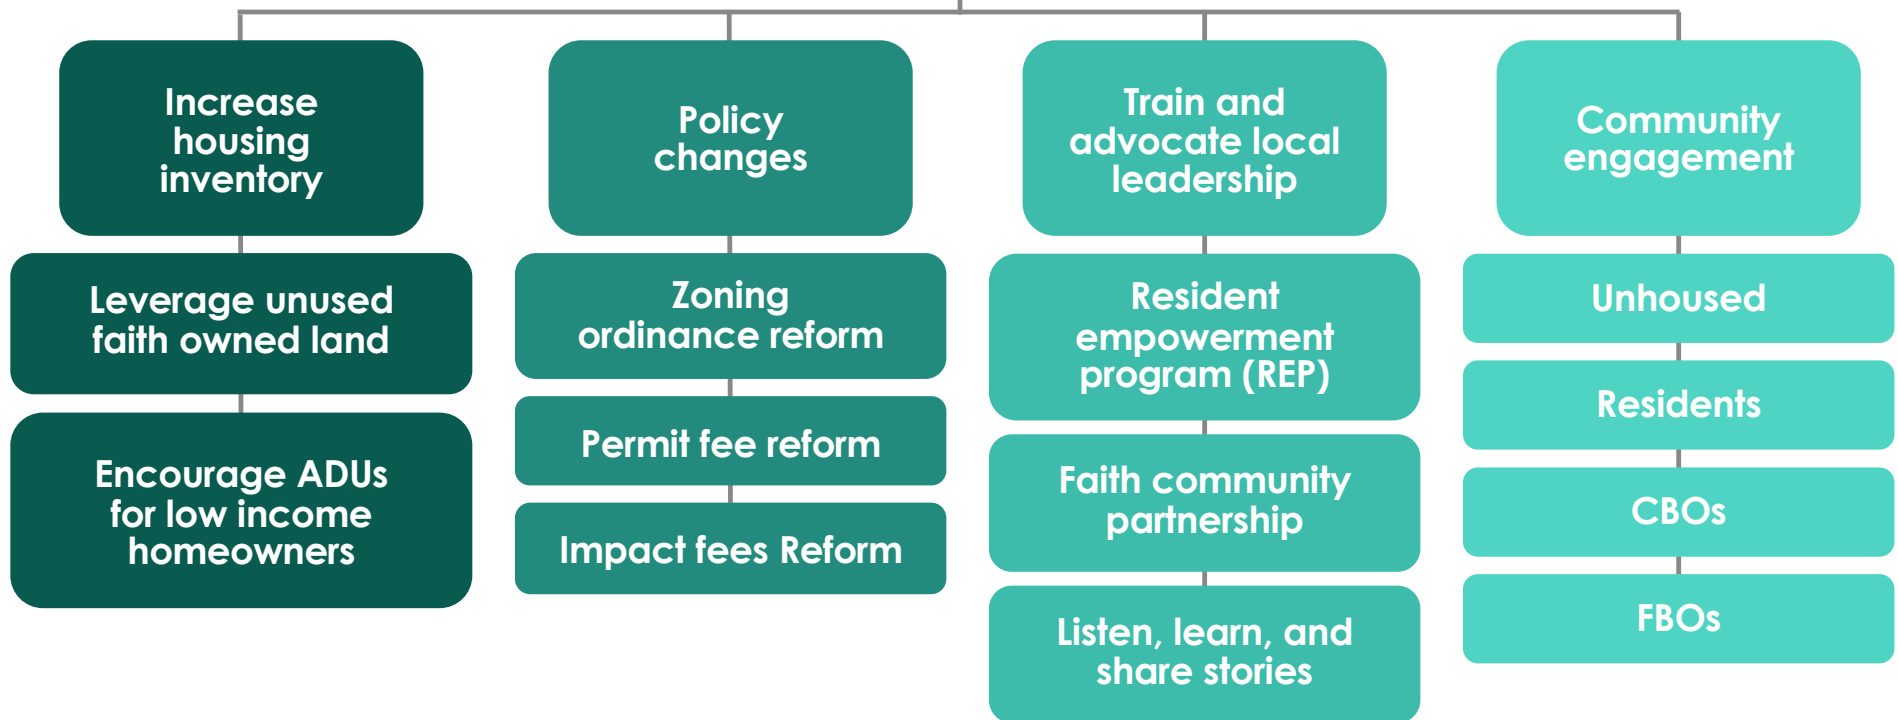 Increase
housing
inventory
Leverage unused
faith owned land
Encourage ADUs
for low income
homeowners
Policy
changes
Zoning
ordinance reform
Permit fee reform
Impact fees Reform
Train and
advocate local
leadership
Resident
empowerment
program (REP)
Faith community
partnership
Listen, learn, and
share stories
Community
engagement
Unhoused
Residents
CBOs
FBOs